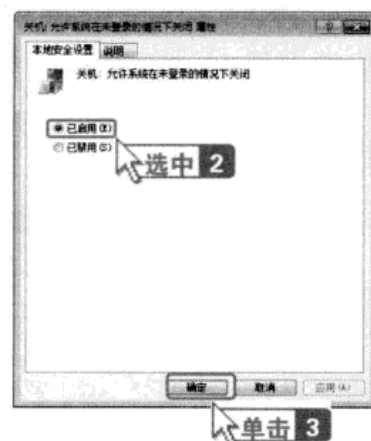 关机: 允许系统在未登录的情况下关闭 属性
本地安全设置 说明
关机: 允许系统在未登录的情况下关闭
已启用(E)
已禁用(S)
选中 2
确定 取消 应用(A)
单击 3